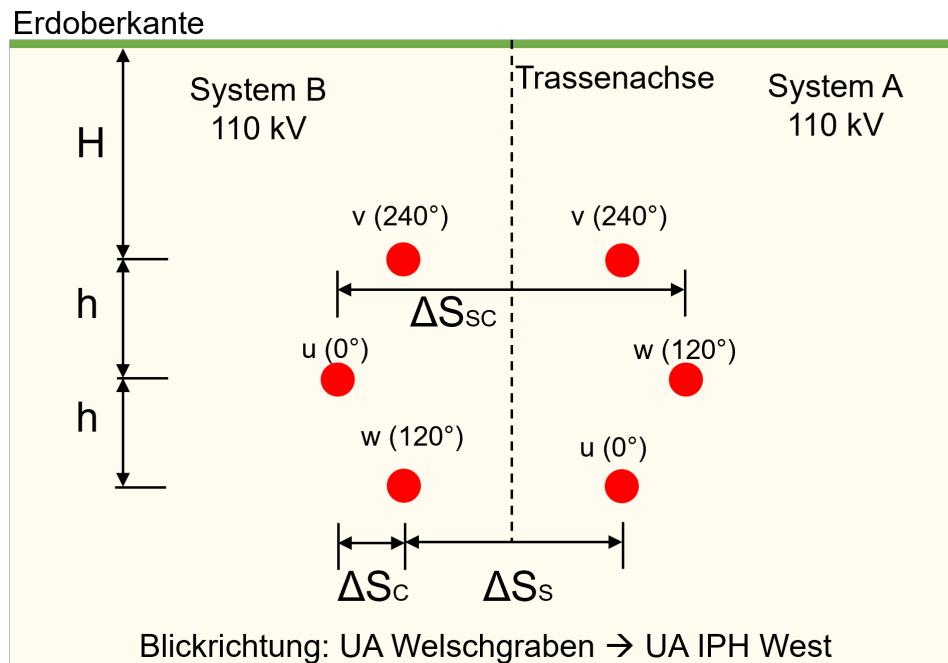 Erdoberkante
System B
110 kV
Trassenachse
System A
110 kV
H
v (240°)
v (240°)
h
ΔSSC
u (0°)
w (120°)
h
w (120°)
u (0°)
ΔSC
ΔSS
Blickrichtung: UA Welschgraben → UA IPH West